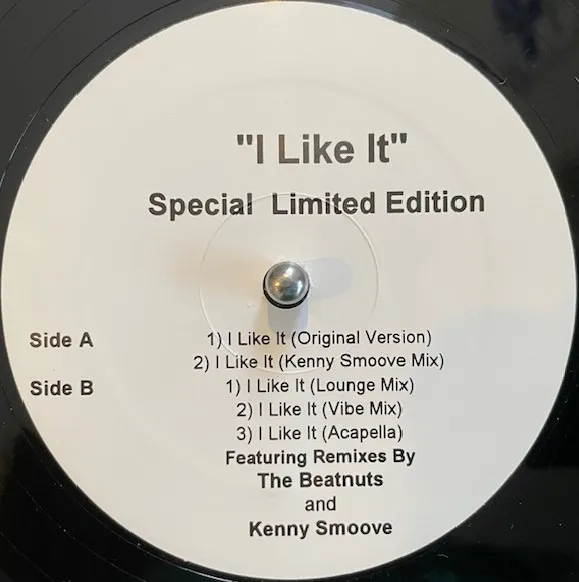 "I Like It"
Special Limited Edition
Side A 1) I Like It (Original Version)
2) I Like It (Kenny Smoove Mix)
Side B 1) I Like It (Lounge Mix)
2) I Like It (Vibe Mix)
3) I Like It (Acapella)
Featuring Remixes By
The Beatnuts
and
Kenny Smoove